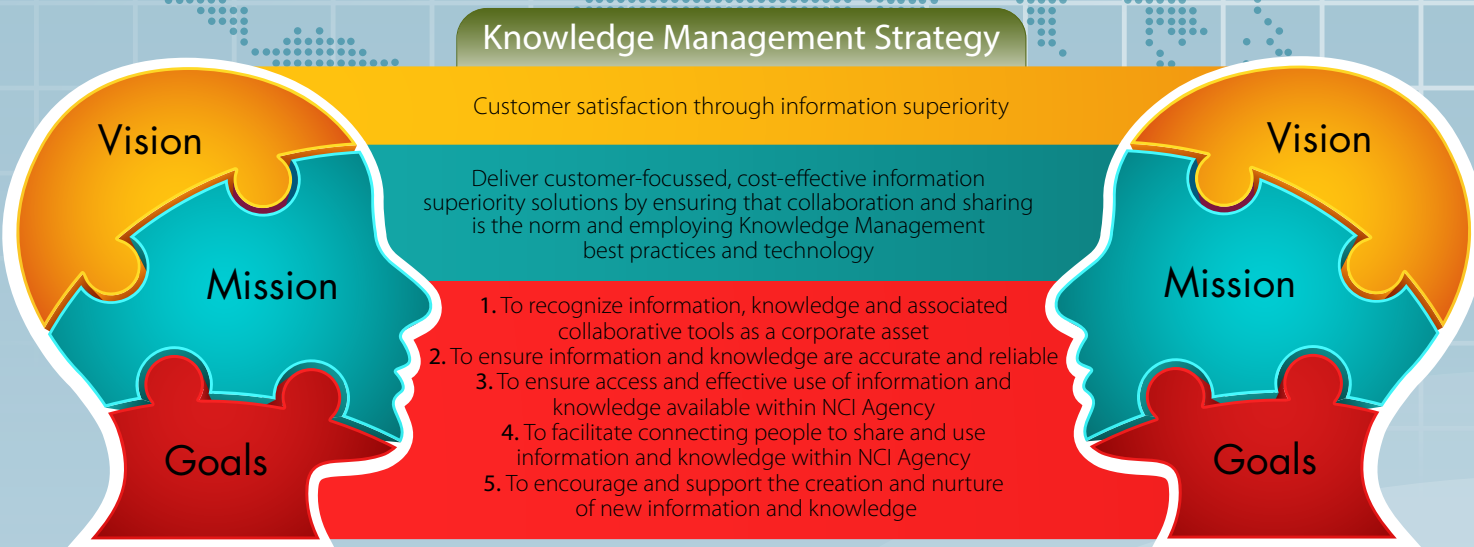 Knowledge Management Strategy
Vision
Customer satisfaction through information superiority
Vision
Mission
Deliver customer-focussed, cost-effective information
superiority solutions by ensuring that collaboration and sharing
is the norm and employing Knowledge Management
best practices and technology
Mission
Goals
1. To recognize information, knowledge and associated
collaborative tools as a corporate asset
2. To ensure information and knowledge are accurate and reliable
3. To ensure access and effective use of information and
knowledge available within NCI Agency
4. To facilitate connecting people to share and use
information and knowledge within NCI Agency
5. To encourage and support the creation and nurture
of new information and knowledge
Goals